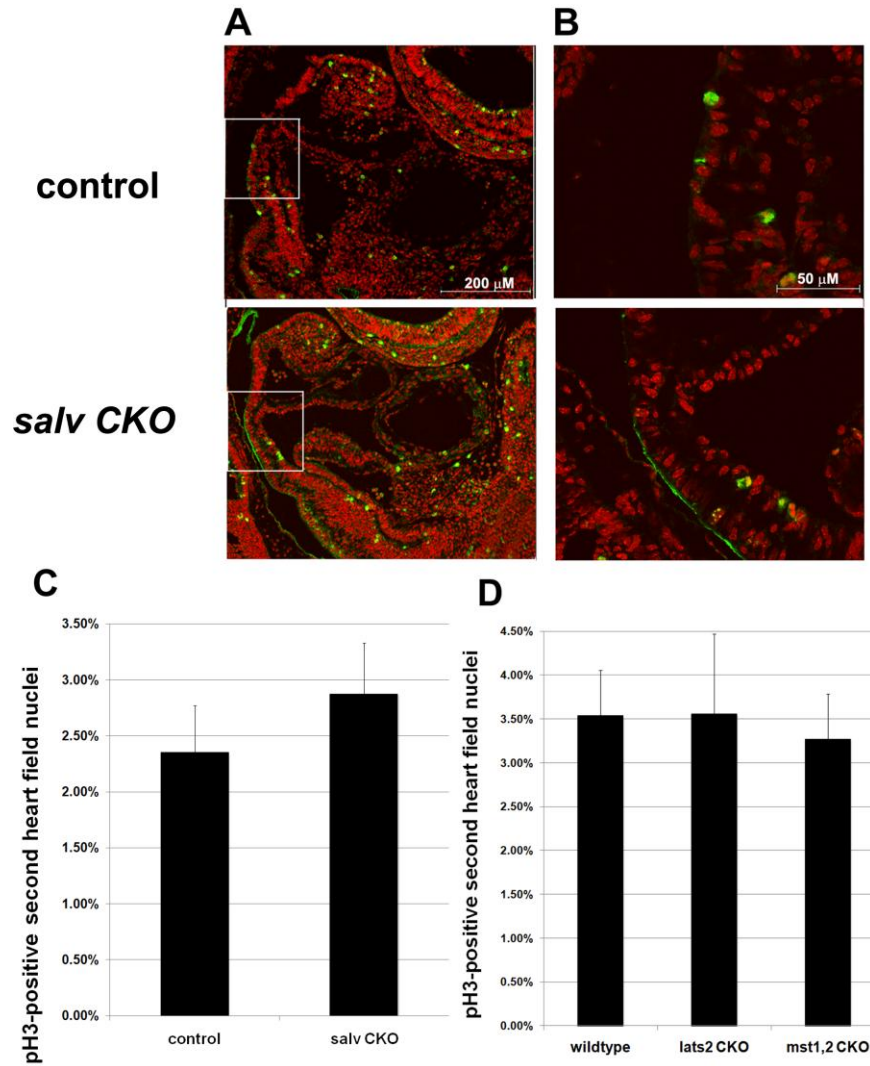 A
B
control
200 µM
50 µM
salv CKO
C
pH3-positive second heart field nuclei
3.50%
3.00%
2.50%
2.00%
1.50%
1.00%
0.50%
0.00%
control salv CKO
D
pH3-positive second heart field nuclei
4.50%
4.00%
3.50%
3.00%
2.50%
2.00%
1.50%
1.00%
0.50%
0.00%
wildtype lats2 CKO mst1,2 CKO